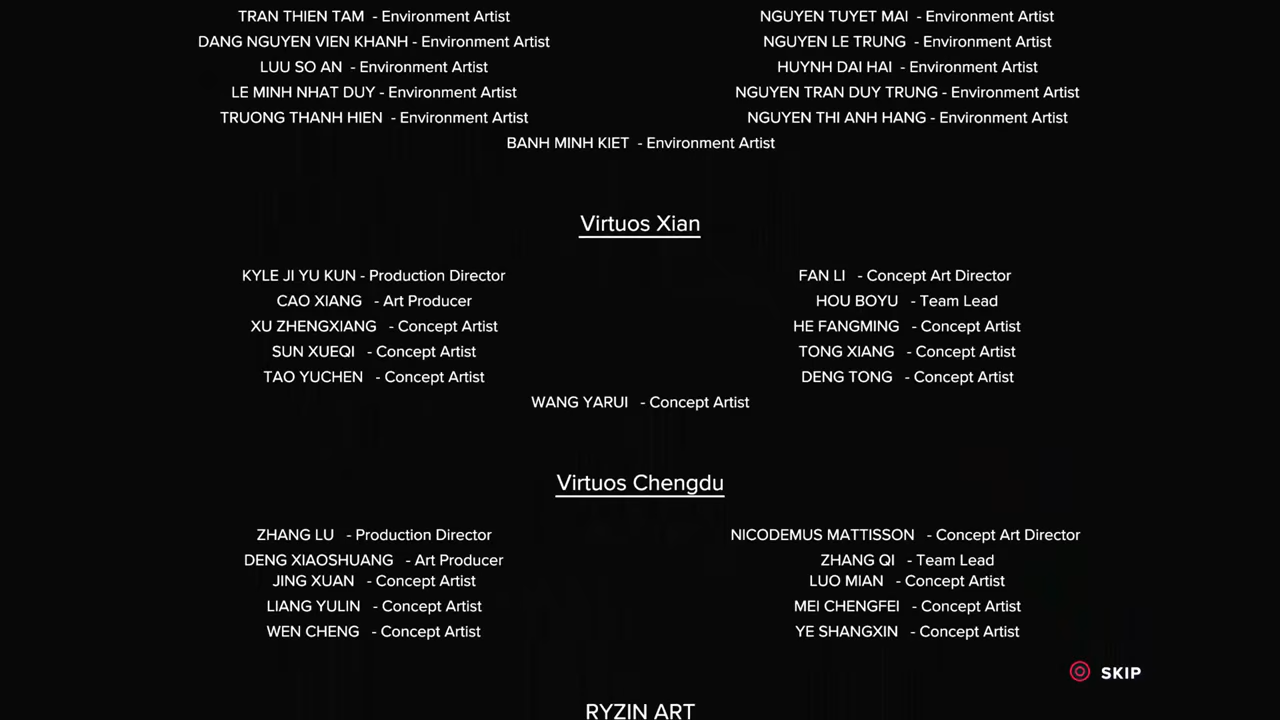 TRAN THIEN TAM - Environment Artist NGUYEN TUYET MAI - Environment Artist
DANG NGUYEN VIEN KHANH - Environment Artist NGUYEN LE TRUNG - Environment Artist
LUU SO AN - Environment Artist HUYNH DAI HAI - Environment Artist
LE MINH NHAT DUY - Environment Artist NGUYEN TRAN DUY TRUNG - Environment Artist
TRUONG THANH HIEN - Environment Artist NGUYEN THI ANH HANG - Environment Artist
BANH MINH KIET - Environment Artist
Virtuos Xian
KYLE JI YU KUN - Production Director FAN LI - Concept Art Director
CAO XIANG - Art Producer HOU BOYU - Team Lead
XU ZHENGXIANG - Concept Artist HE FANGMING - Concept Artist
SUN XUEQI - Concept Artist TONG XIANG - Concept Artist
TAO YUCHEN - Concept Artist DENG TONG - Concept Artist
WANG YARUI - Concept Artist
Virtuos Chengdu
ZHANG LU - Production Director NICODEMUS MATTISSON - Concept Art Director
DENG XIAOSHUANG - Art Producer ZHANG QI - Team Lead
JING XUAN - Concept Artist LUO MIAN - Concept Artist
LIANG YULIN - Concept Artist MEI CHENGFEI - Concept Artist
WEN CHENG - Concept Artist YE SHANGXIN - Concept Artist
SKIP
RYZIN ART